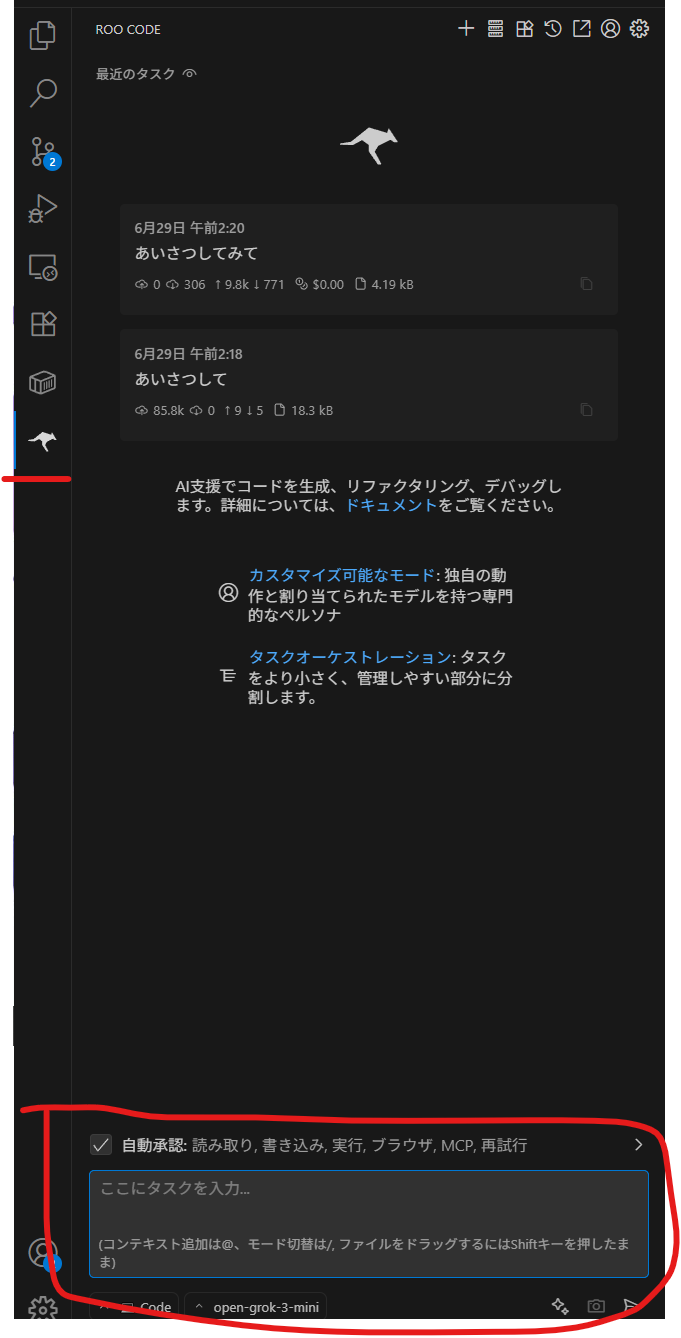 ROO CODE
最近のタスク
2
6月29日 午前2:20
あいさつしてみて
0 306 ↑ 9.8k ↓ 771 $0.00 4.19 kB
6月29日 午前2:18
あいさつして
85.8k 0 ↑ 9 ↓ 5 18.3 kB
AI支援でコードを生成、リファクタリング、デバッグし
ます。詳細については、ドキュメントをご覧ください。
カスタマイズ可能なモード: 独自の動
作と割り当てられたモデルを持つ専門
的なペルソナ
タスクオーケストレーション: タスク
をより小さく、管理しやすい部分に分
割します。
自動承認: 読み取り, 書き込み, 実行, ブラウザ, MCP, 再試行
ここにタスクを入力...
(コンテキスト追加は@、モード切替は/, ファイルをドラッグするにはShiftキーを押したま
ま)
Code open-grok-3-mini